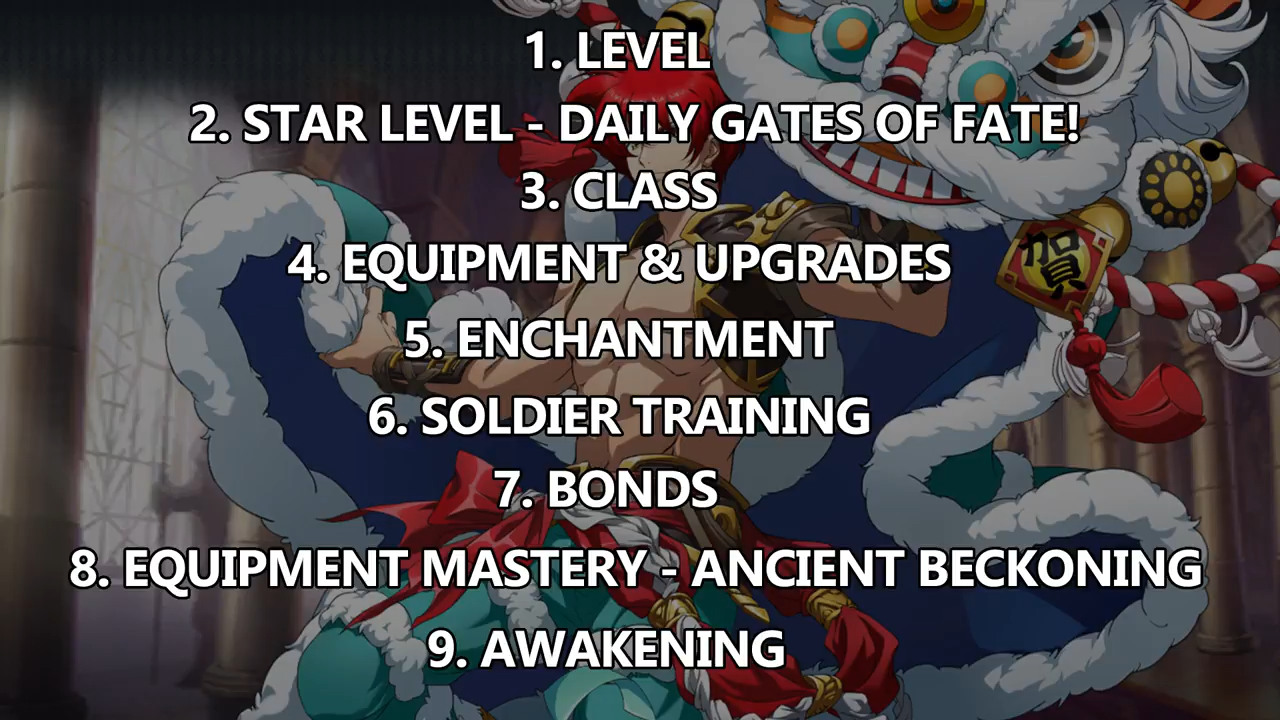 1. LEVEL
2. STAR LEVEL - DAILY GATES OF FATE!
3. CLASS
4. EQUIPMENT & UPGRADES
賀
5. ENCHANTMENT
6. SOLDIER TRAINING
7. BONDS
8. EQUIPMENT MASTERY - ANCIENT BECKONING
9. AWAKENING